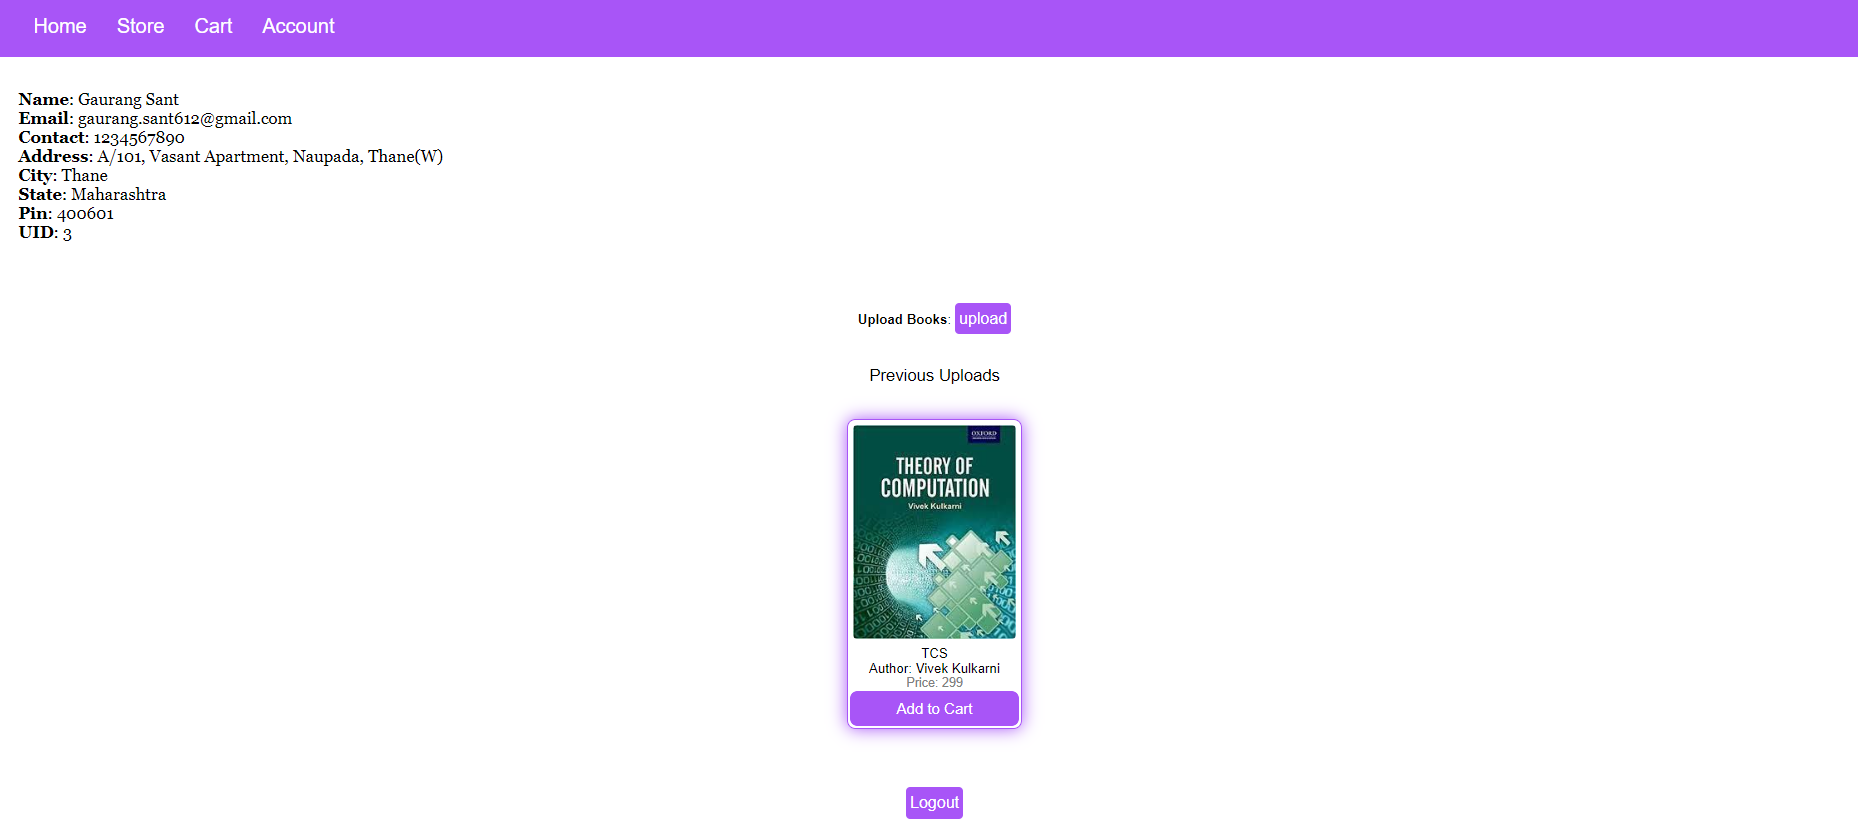 Home Store Cart Account
Name: Gaurang Sant
Email: gaurang.sant612@gmail.com
Contact: 1234567890
Address: A/101, Vasant Apartment, Naupada, Thane(W)
City: Thane
State: Maharashtra
Pin: 400601
UID: 3
Upload Books: upload
Previous Uploads
OXFORD
THEORY OF
COMPUTATION
Vivek Kulkarni
TCS
Author: Vivek Kulkarni
Price: 299
Add to Cart
Logout